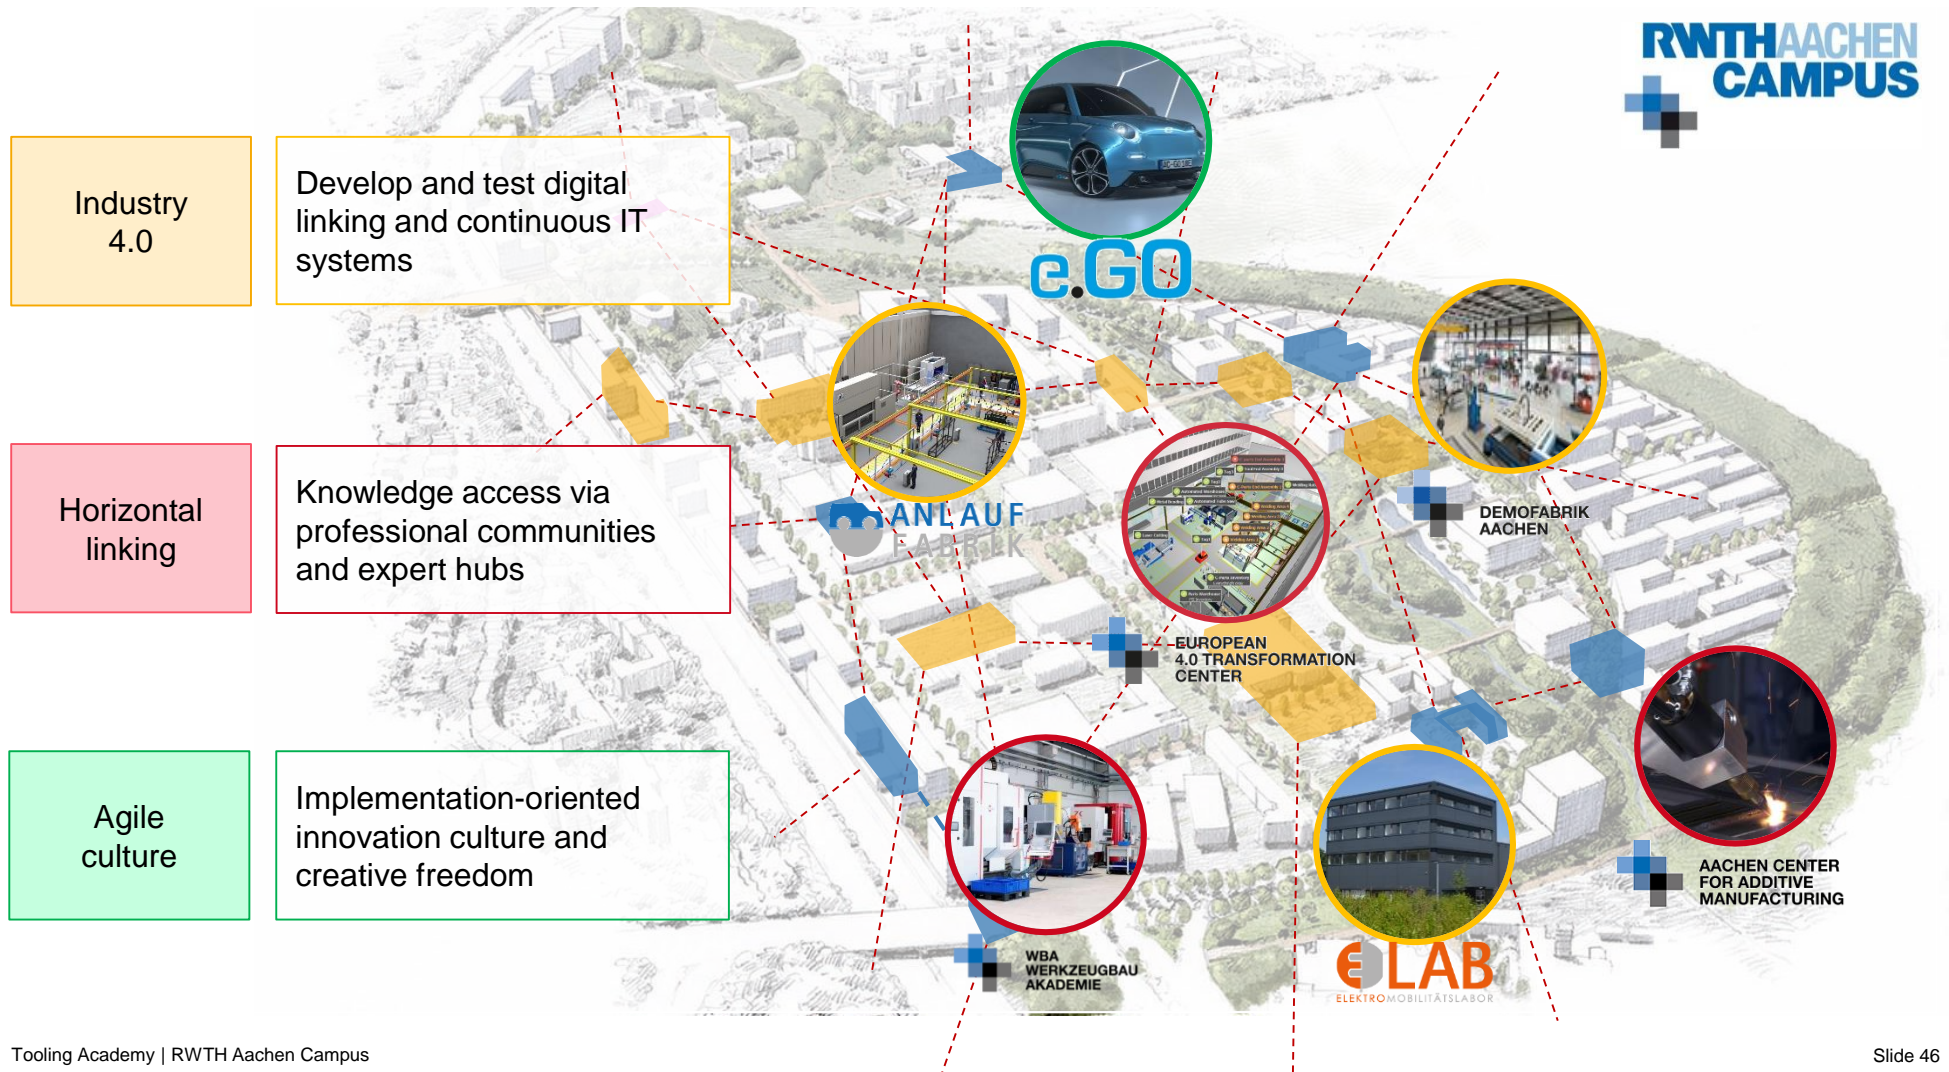 RWTHAACHEN
CAMPUS
Industry
4.0
Develop and test digital
linking and continuous IT
systems
e.GO
Horizontal
linking
Knowledge access via
professional communities
and expert hubs
ANLAUF
FABRIK
DEMOFABRIK
AACHEN
EUROPEAN
4.0 TRANSFORMATION
CENTER
Agile
culture
Implementation-oriented
innovation culture and
creative freedom
AACHEN CENTER
FOR ADDITIVE
MANUFACTURING
WBA
WERKZEUGBAU
AKADEMIE
ELAB
ELEKTROMOBILITÄTSLABOR
Tooling Academy | RWTH Aachen Campus
Slide 46